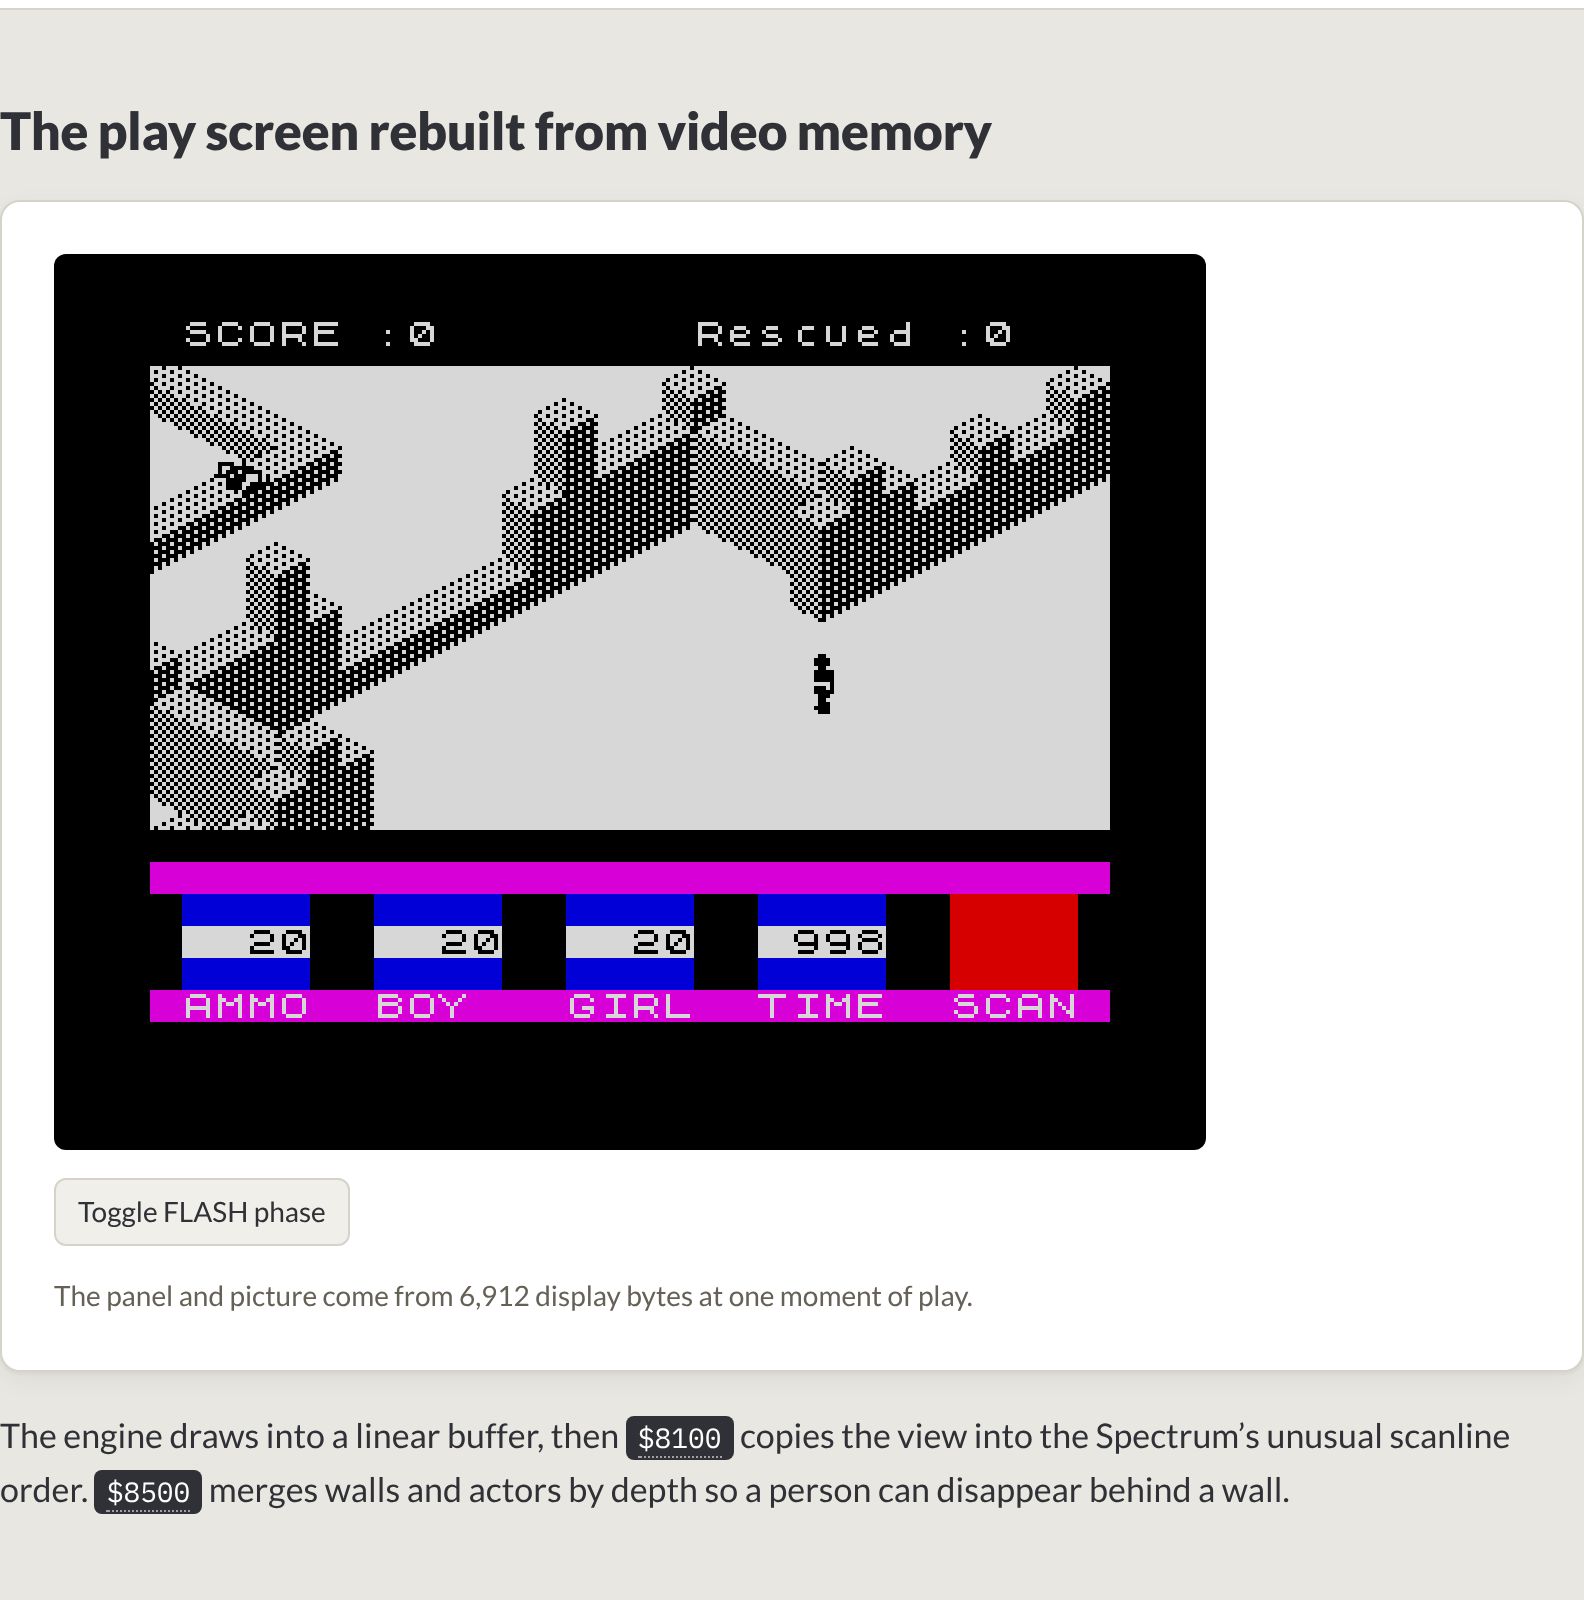 The play screen rebuilt from video memory
SCORE :0 Rescued :0
20 20 20 998
AMMO BOY GIRL TIME SCAN
Toggle FLASH phase
The panel and picture come from 6,912 display bytes at one moment of play.
The engine draws into a linear buffer, then $8100 copies the view into the Spectrum’s unusual scanline
order. $8500 merges walls and actors by depth so a person can disappear behind a wall.